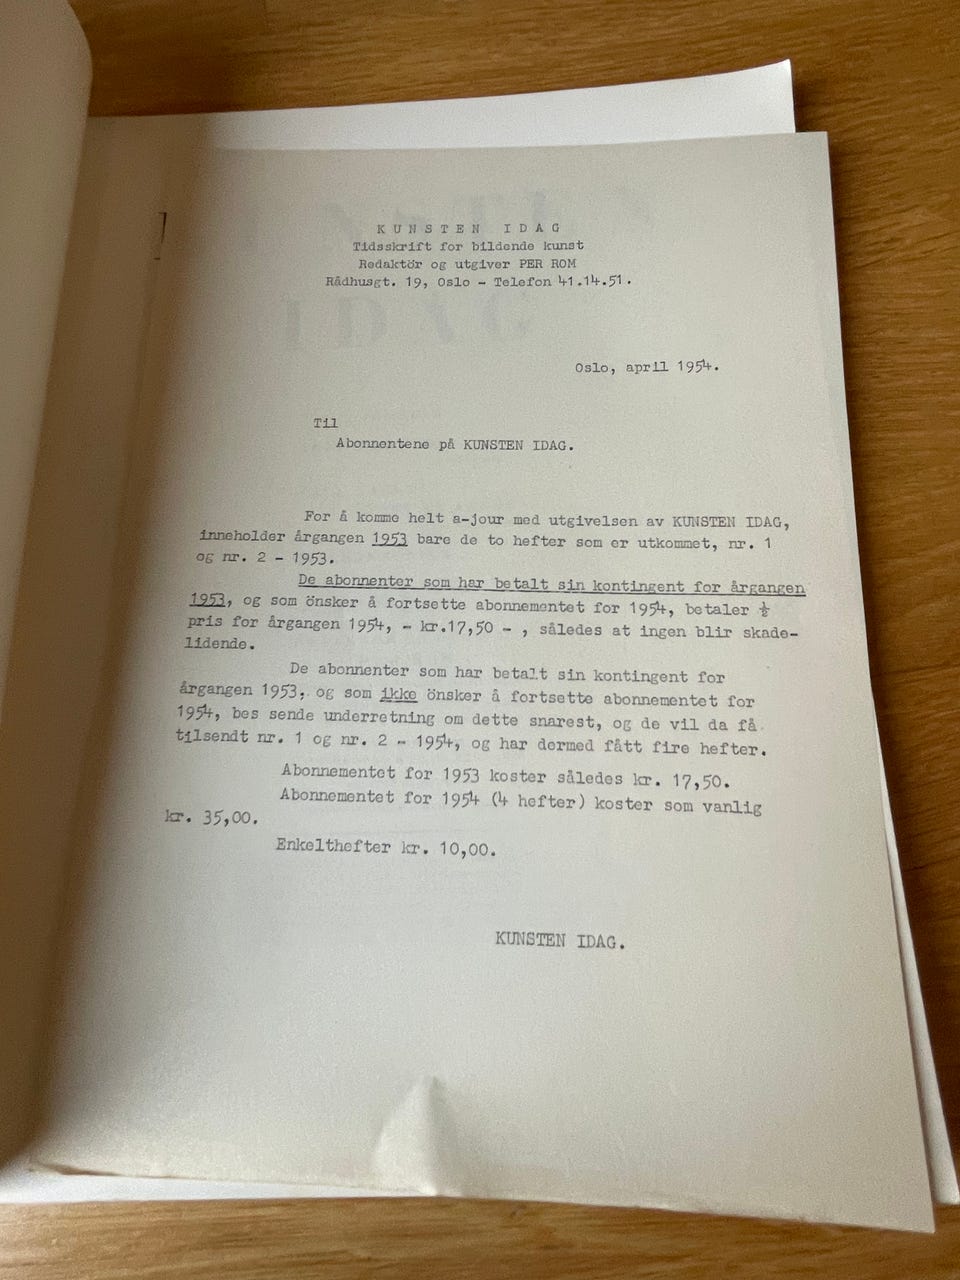 KUNSTEN IDAG
Tidsskrift for bildende kunst
Redaktör og utgiver PER ROM
Rådhusgt. 19, Oslo - Telefon 41.14.51.
Oslo, april 1954.
Til
Abonnentene på KUNSTEN IDAG.
For å komme helt a-jour med utgivelsen av KUNSTEN IDAG,
inneholder årgangen 1953 bare de to hefter som er utkommet, nr. 1
og nr. 2 - 1953.
De abonnenter som har betalt sin kontingent for årgangen
1953, og som önsker å fortsette abonnementet for 1954, betaler ½
pris for årgangen 1954, - kr.17,50 - , således at ingen blir skade-
lidende.
De abonnenter som har betalt sin kontingent for
årgangen 1953, og som ikke önsker å fortsette abonnementet for
1954, bes sende underretning om dette snarest, og de vil da få
tilsendt nr. 1 og nr. 2 - 1954, og har dermed fått fire hefter.
Abonnementet for 1953 koster således kr. 17,50.
Abonnementet for 1954 (4 hefter) koster som vanlig
kr. 35,00.
Enkelthefter kr. 10,00.
KUNSTEN IDAG.